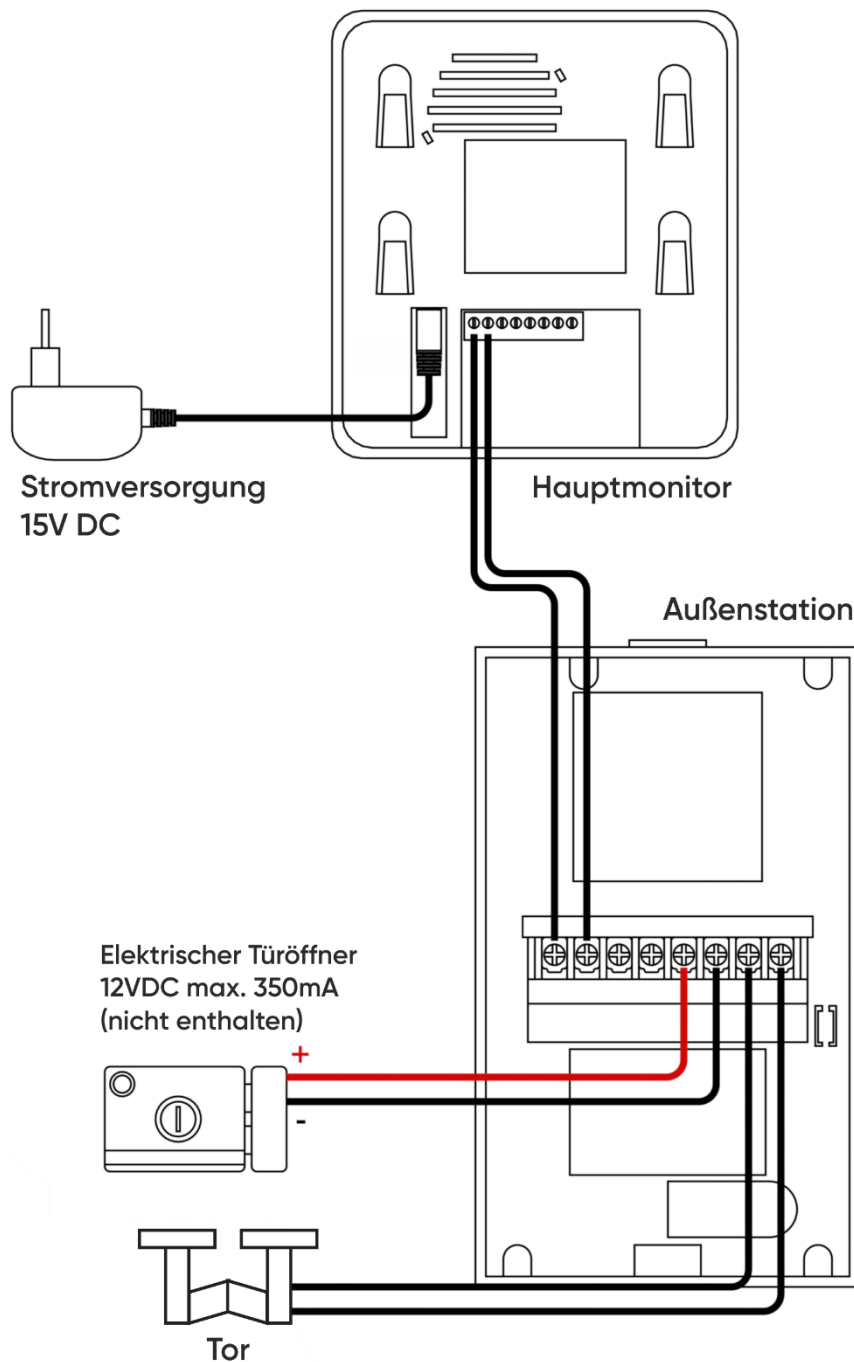 Stromversorgung
15V DC
Hauptmonitor
Außenstation
Elektrischer Türöffner
12VDC max. 350mA
(nicht enthalten)
+
-
Tor